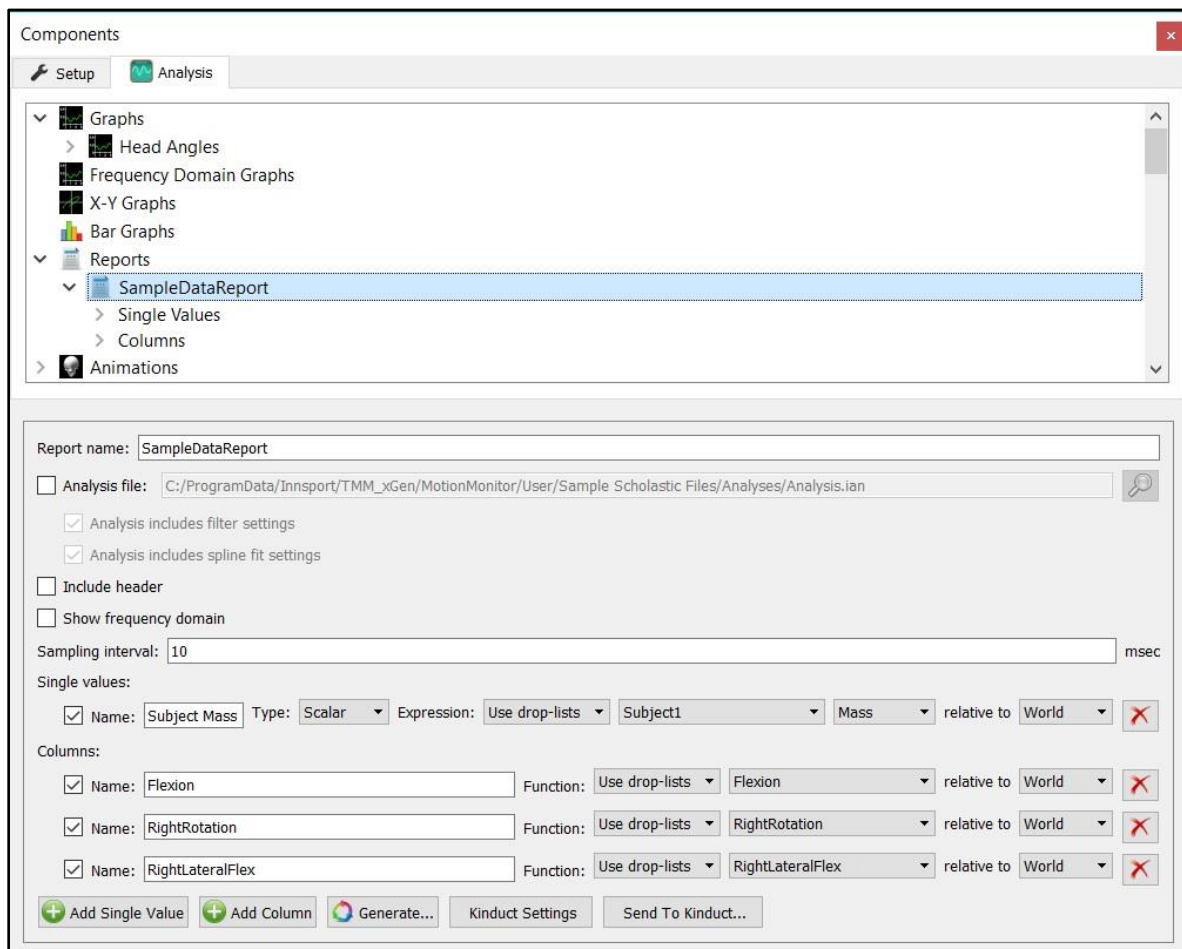 Components
Setup Analysis
Graphs
Head Angles
Frequency Domain Graphs
X-Y Graphs
Bar Graphs
Reports
SampleDataReport
Single Values
Columns
Animations
Report name: SampleDataReport
Analysis file: C:/ProgramData/Innsport/TMM_xGen/MotionMonitor/User/Sample Scholastic Files/Analyses/Analysis.ian
Analysis includes filter settings
Analysis includes spline fit settings
Include header
Show frequency domain
Sampling interval: 10 msec
Single values:
Name: Subject Mass Type: Scalar Expression: Use drop-lists Subject1 Mass relative to World
Columns:
Name: Flexion Function: Use drop-lists Flexion relative to World
Name: RightRotation Function: Use drop-lists RightRotation relative to World
Name: RightLateralFlex Function: Use drop-lists RightLateralFlex relative to World
Add Single Value Add Column Generate... Kinduct Settings Send To Kinduct...